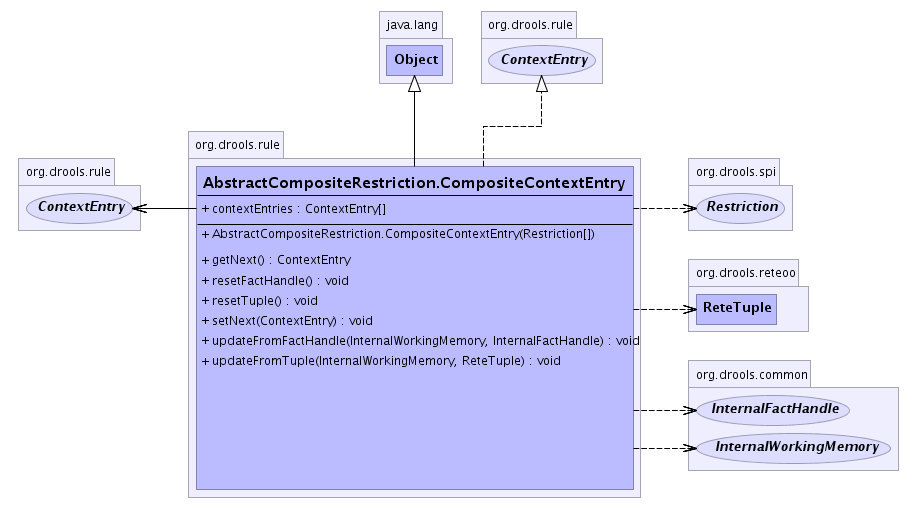 java.lang
Object
org.drools.rule
ContextEntry
org.drools.rule
ContextEntry
org.drools.rule
AbstractCompositeRestriction.CompositeContextEntry
+ contextEntries : ContextEntry[]
+ AbstractCompositeRestriction.CompositeContextEntry(Restriction[])
+ getNext() : ContextEntry
+ resetFactHandle() : void
+ resetTuple() : void
+ setNext(ContextEntry) : void
+ updateFromFactHandle(InternalWorkingMemory, InternalFactHandle) : void
+ updateFromTuple(InternalWorkingMemory, ReteTuple) : void
org.drools.spi
Restriction
org.drools.reteoo
ReteTuple
org.drools.common
InternalFactHandle
InternalWorkingMemory